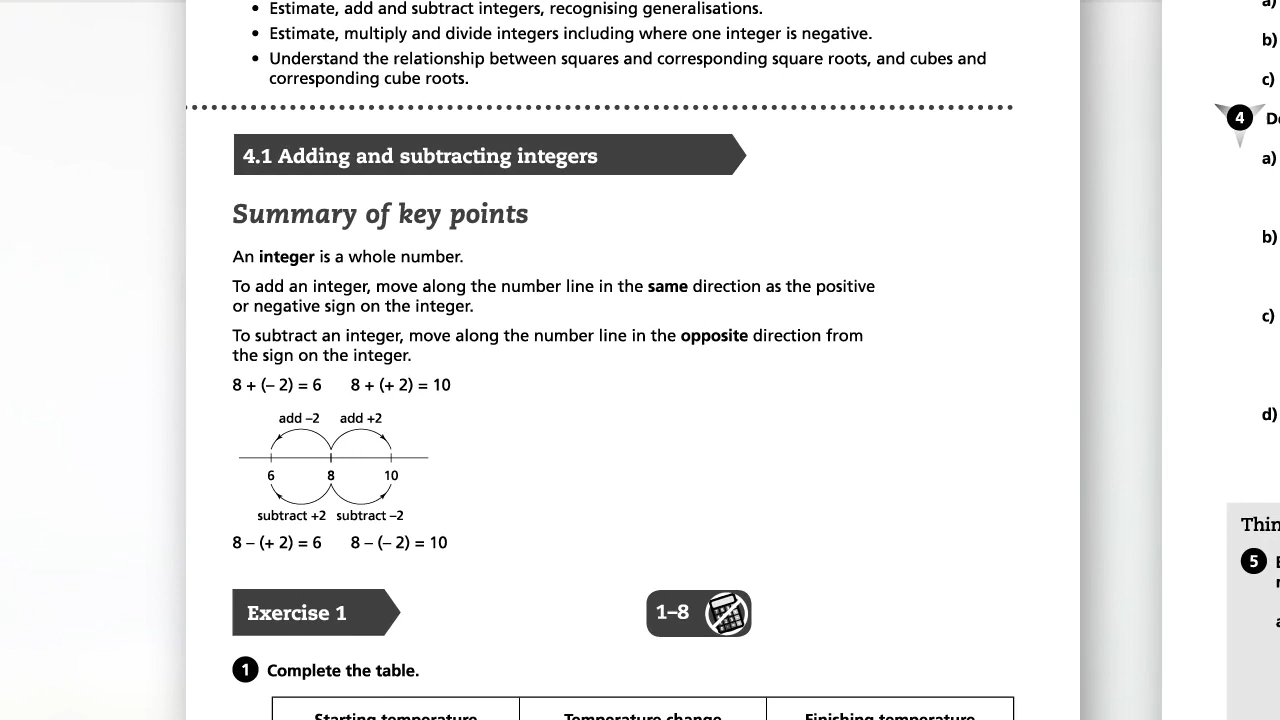 • Estimate, add and subtract integers, recognising generalisations.
• Estimate, multiply and divide integers including where one integer is negative.
• Understand the relationship between squares and corresponding square roots, and cubes and
corresponding cube roots.
4.1 Adding and subtracting integers
Summary of key points
An integer is a whole number.
To add an integer, move along the number line in the same direction as the positive
or negative sign on the integer.
To subtract an integer, move along the number line in the opposite direction from
the sign on the integer.
8 + (– 2) = 6 8 + (+ 2) = 10
add –2 add +2
6 8 10
subtract +2 subtract –2
8 – (+ 2) = 6 8 – (– 2) = 10
Exercise 1
1–8
1 Complete the table.
Starting temperature Temperature change Finishing temperature
a)
b)
c)
4
a)
b)
c)
d)
5